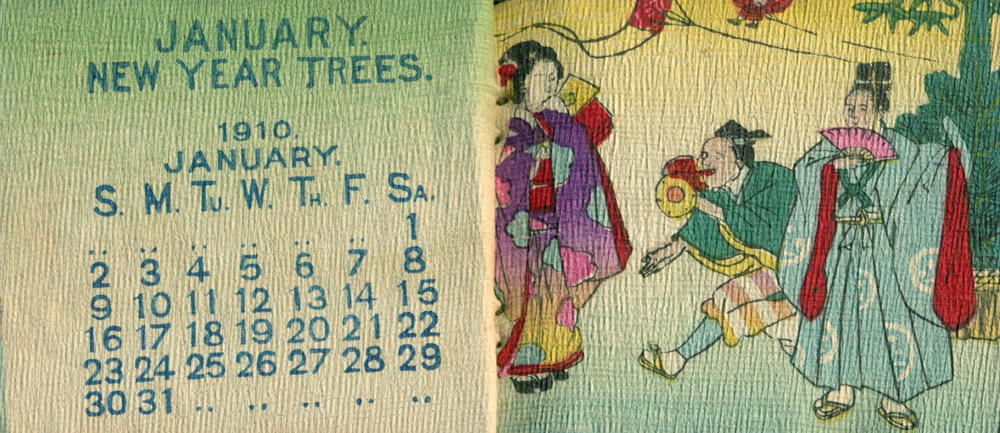 JANUARY.
NEW YEAR TREES.
1910.
JANUARY.
S. M. TU. W. TH. F. SA.
.. .. .. .. .. .. 1
2 3 4 5 6 7 8
9 10 11 12 13 14 15
16 17 18 19 20 21 22
23 24 25 26 27 28 29
30 31 .. .. .. .. ..